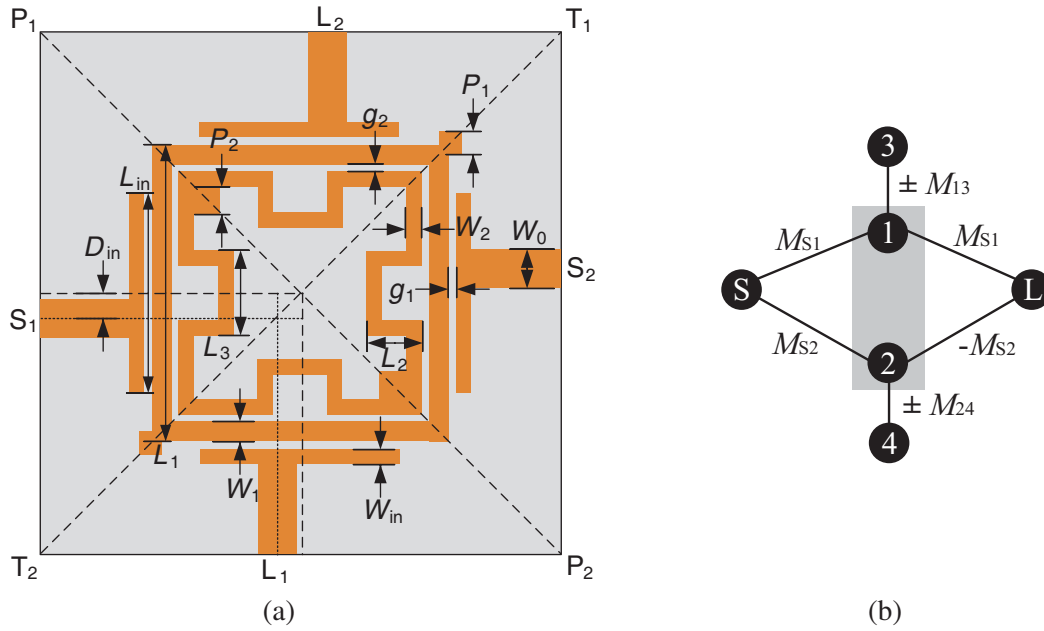 P1 L2 T1
P1
g2
P2
Lin
W2 W0
Din
S2
g1
S1
L3 L2
L1
W1
Win
T2 L1 P2
(a)
3
± M13
1
MS1 MS1
S L
MS2 -MS2
2
± M24
4
(b)